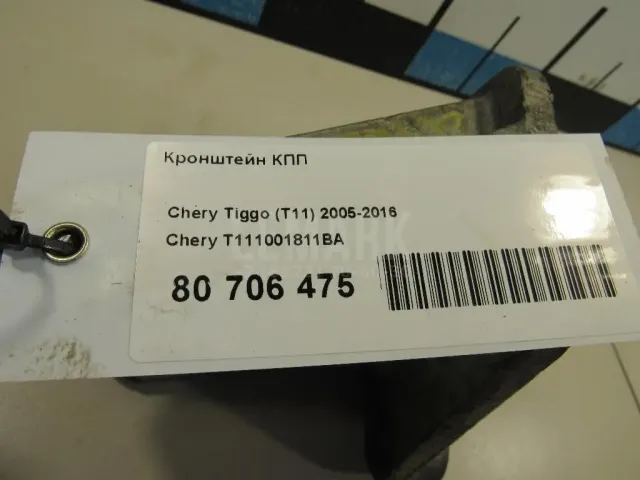 Кронштейн КПП
Chery Tiggo (T11) 2005-2016
Chery T111001811BA
80 706 475